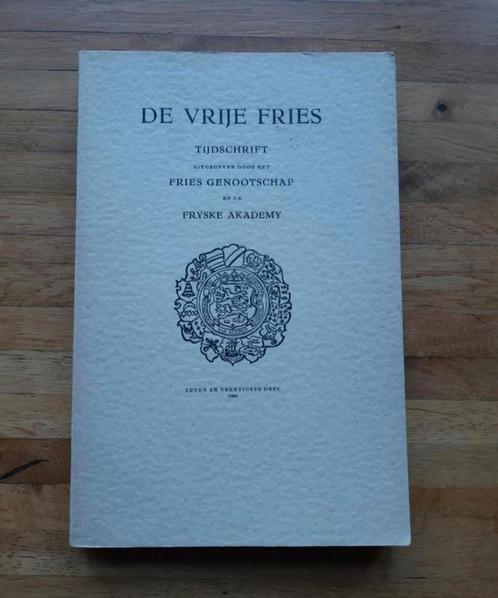 DE VRIJE FRIES
TIJDSCHRIFT
UITGEGEVEN DOOR HET
FRIES GENOOTSCHAP
EN DE
FRYSKE AKADEMY
ZEVEN EN VEERTIGSTE DEEL